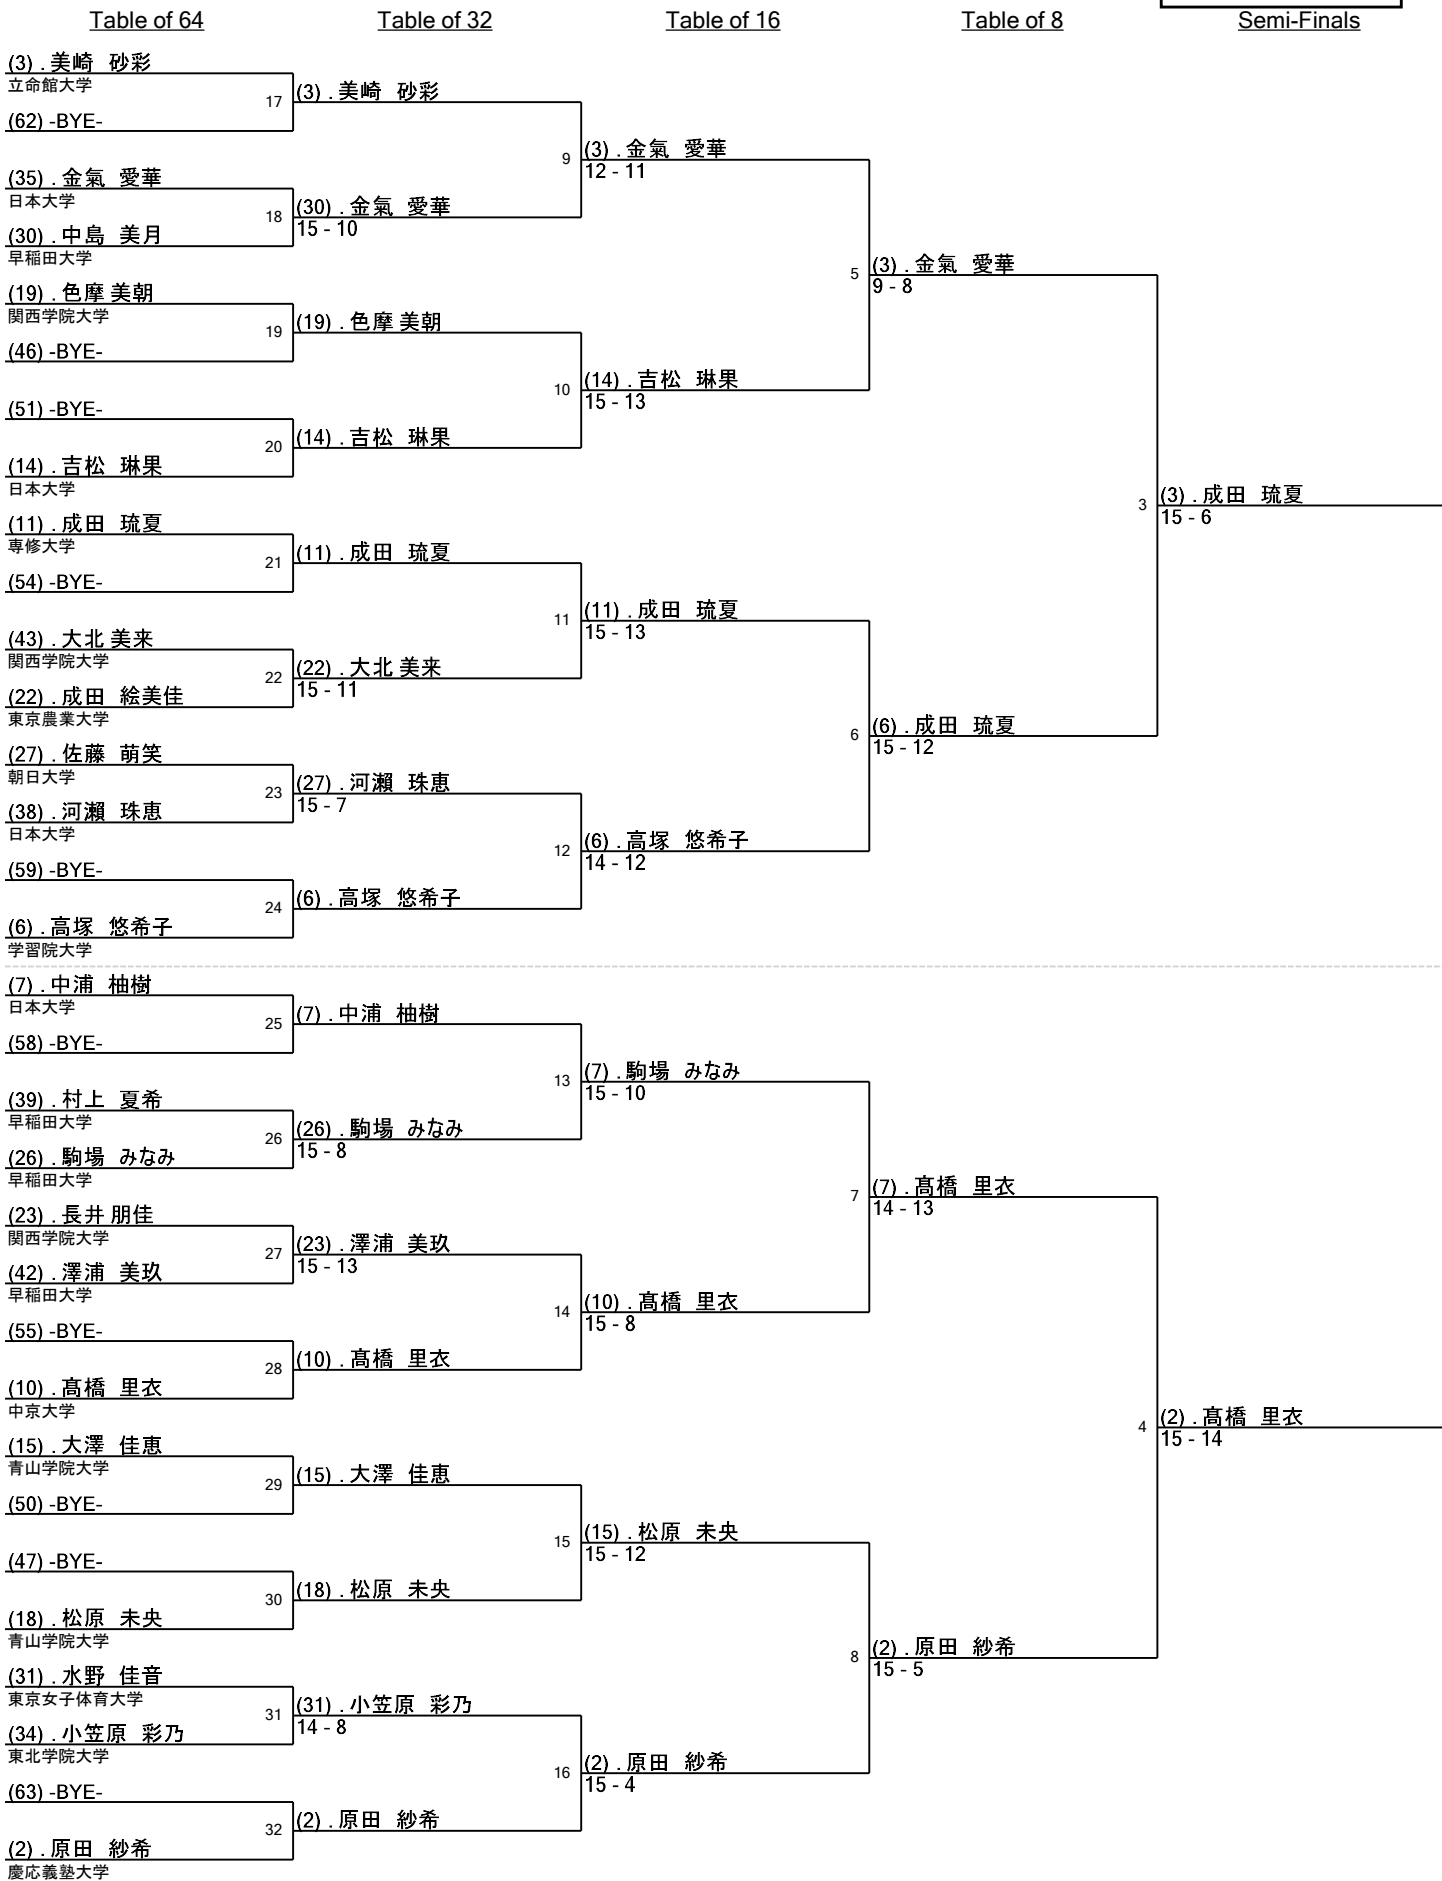 Table of 64
Table of 32
Table of 16
Table of 8
Semi-Finals
(3) . 美崎 砂彩
立命館大学
17
(62) -BYE-
(3) . 美崎 砂彩
9
(3) . 金氣 愛華
12 - 11
(35) . 金氣 愛華
日本大学
18
(30) . 中島 美月
早稲田大学
(30) . 金氣 愛華
15 - 10
5
(3) . 金氣 愛華
9 - 8
(19) . 色摩 美朝
関西学院大学
19
(46) -BYE-
(19) . 色摩 美朝
10
(14) . 吉松 琳果
15 - 13
(51) -BYE-
20
(14) . 吉松 琳果
日本大学
(14) . 吉松 琳果
3
(3) . 成田 琉夏
15 - 6
(11) . 成田 琉夏
専修大学
21
(54) -BYE-
(11) . 成田 琉夏
11
(11) . 成田 琉夏
15 - 13
(43) . 大北 美来
関西学院大学
22
(22) . 成田 絵美佳
東京農業大学
(22) . 大北 美来
15 - 11
6
(6) . 成田 琉夏
15 - 12
(27) . 佐藤 萌笑
朝日大学
23
(38) . 河瀬 珠恵
日本大学
(27) . 河瀬 珠恵
15 - 7
12
(6) . 高塚 悠希子
14 - 12
(59) -BYE-
24
(6) . 高塚 悠希子
学習院大学
(6) . 高塚 悠希子
(7) . 中浦 柚樹
日本大学
25
(58) -BYE-
(7) . 中浦 柚樹
13
(7) . 駒場 みなみ
15 - 10
(39) . 村上 夏希
早稲田大学
26
(26) . 駒場 みなみ
早稲田大学
(26) . 駒場 みなみ
15 - 8
7
(7) . 髙橋 里衣
14 - 13
(23) . 長井 朋佳
関西学院大学
27
(42) . 澤浦 美玖
早稲田大学
(23) . 澤浦 美玖
15 - 13
14
(10) . 髙橋 里衣
15 - 8
(55) -BYE-
28
(10) . 髙橋 里衣
中京大学
(10) . 髙橋 里衣
4
(2) . 髙橋 里衣
15 - 14
(15) . 大澤 佳恵
青山学院大学
29
(50) -BYE-
(15) . 大澤 佳恵
15
(15) . 松原 未央
15 - 12
(47) -BYE-
30
(18) . 松原 未央
青山学院大学
(18) . 松原 未央
8
(2) . 原田 紗希
15 - 5
(31) . 水野 佳音
東京女子体育大学
31
(34) . 小笠原 彩乃
東北学院大学
(31) . 小笠原 彩乃
14 - 8
16
(2) . 原田 紗希
15 - 4
(63) -BYE-
32
(2) . 原田 紗希
慶応義塾大学
(2) . 原田 紗希